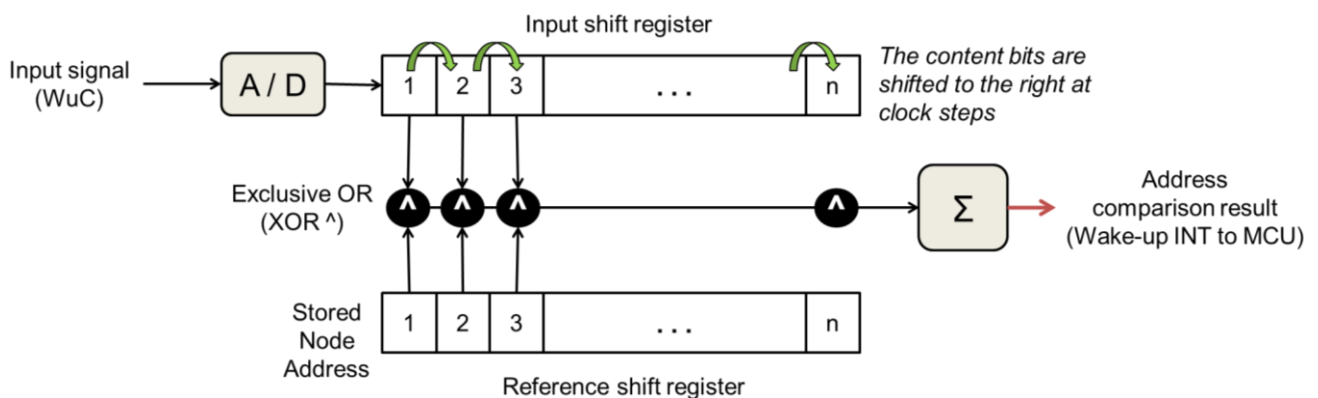 Input shift register
Input signal
(WuC)
A / D
1 2 3 . . . n
The content bits are
shifted to the right at
clock steps
Exclusive OR
(XOR ^)
^ ^ ^ ^
Σ
Address
comparison result
(Wake-up INT to MCU)
Stored
Node
Address
1 2 3 . . . n
Reference shift register